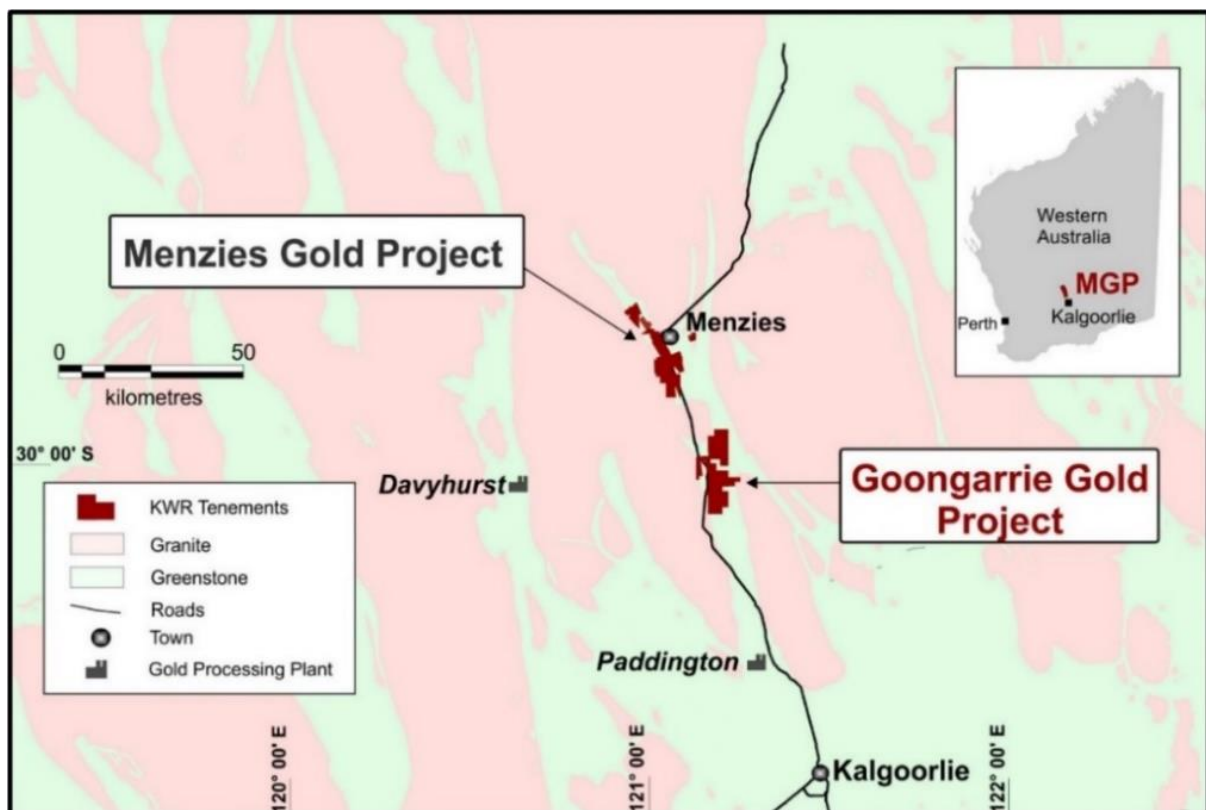 Menzies Gold Project
Menzies
Western
Australia
MGP
Kalgoorlie
Perth
0 50
kilometres
30° 00' S
Davyhurst
Goongarrie Gold
Project
KWR Tenements
Granite
Greenstone
Roads
Town
Gold Processing Plant
Paddington
Kalgoorlie
120° 00' E
121° 00' E
122° 00' E